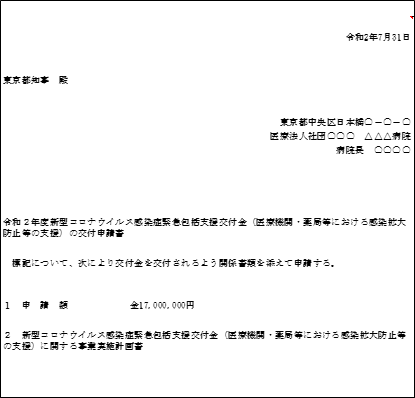 令和2年7月31日
東京都知事　殿
東京都中央区日本橋○－○－○
医療法人社団○○○　△△△病院
病院長　○○○○
令和２年度新型コロナウイルス感染症緊急包括支援交付金（医療機関・薬局等における感染拡大
防止等の支援）の交付申請書
標記について、次により交付金を交付されるよう関係書類を添えて申請する。
１　申　請　額　　　　　金17,000,000円
２　新型コロナウイルス感染症緊急包括支援交付金（医療機関・薬局等における感染拡大防止等
の支援）に関する事業実施計画書